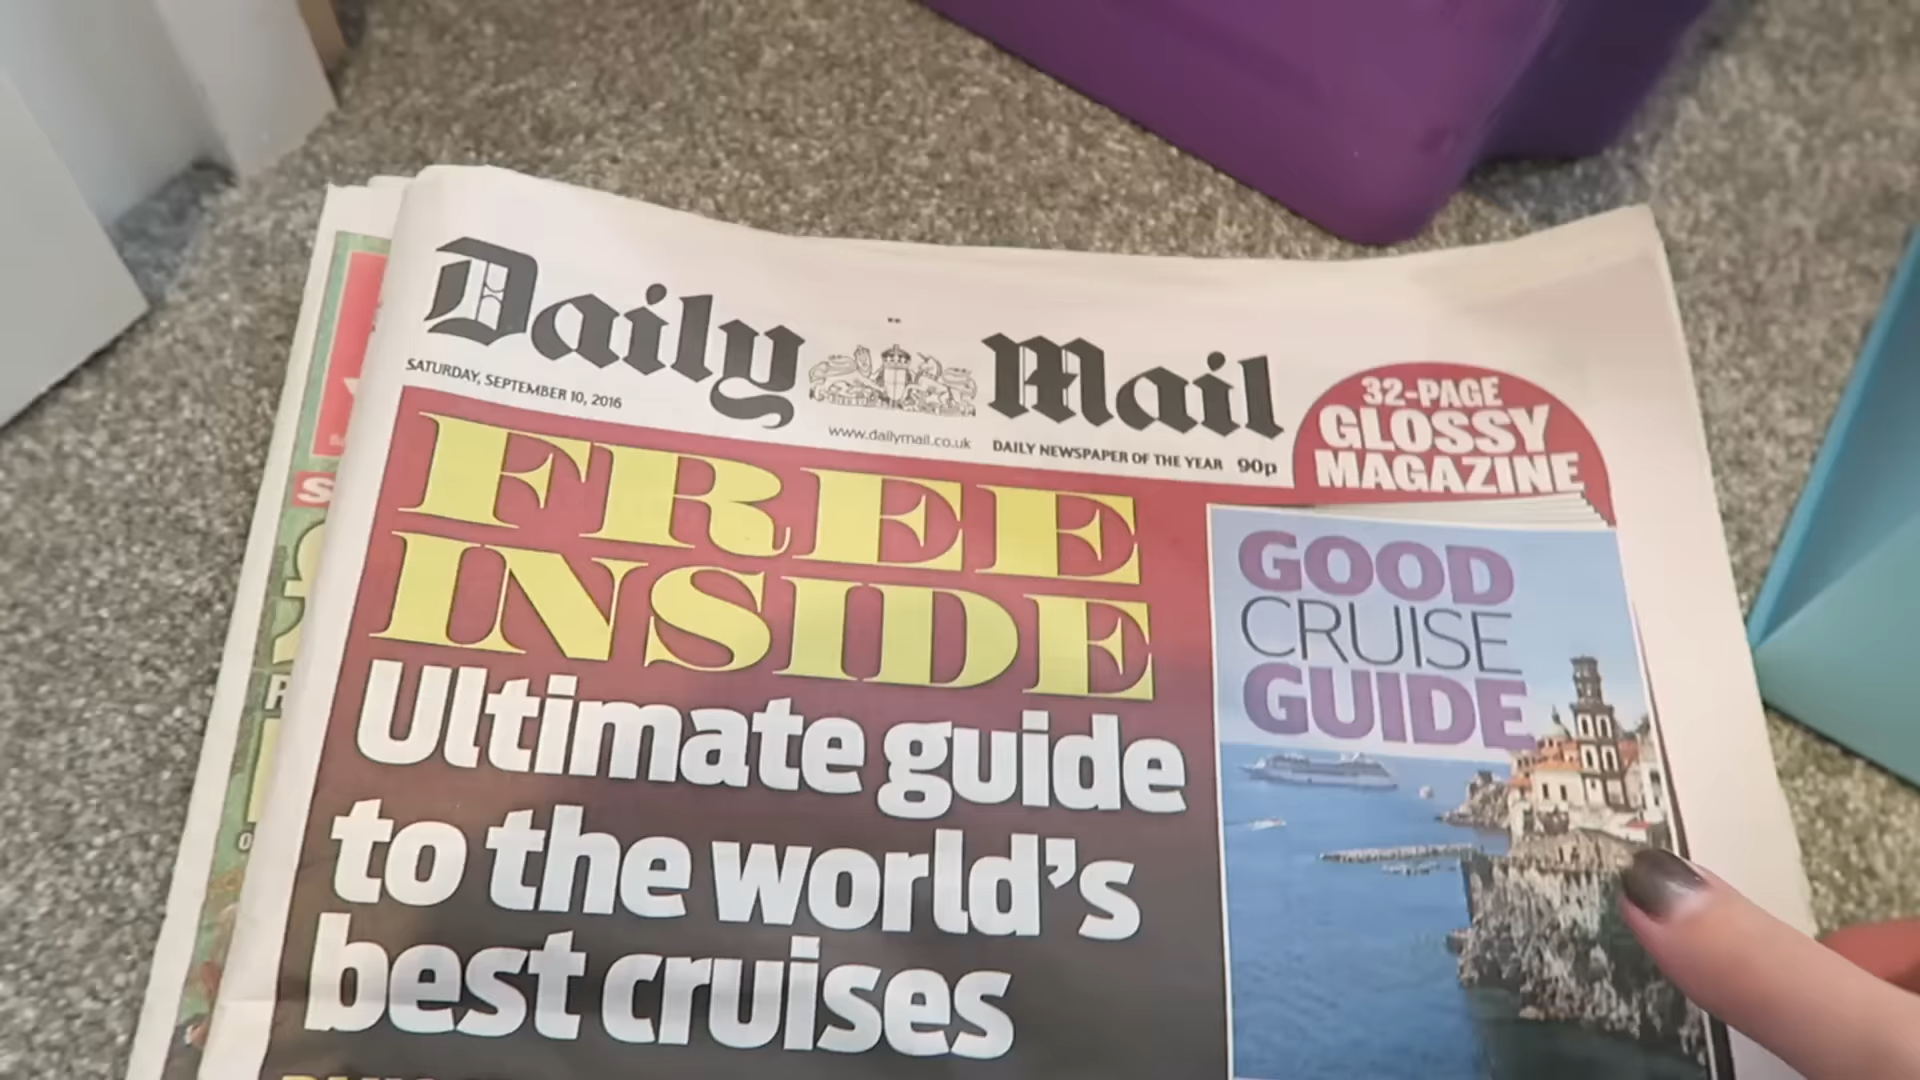 Daily Mail
SATURDAY, SEPTEMBER 10, 2016
www.dailymail.co.uk
DAILY NEWSPAPER OF THE YEAR 90p
32-PAGE
GLOSSY
MAGAZINE
FREE
INSIDE
Ultimate guide
to the world's
best cruises
GOOD
CRUISE
GUIDE